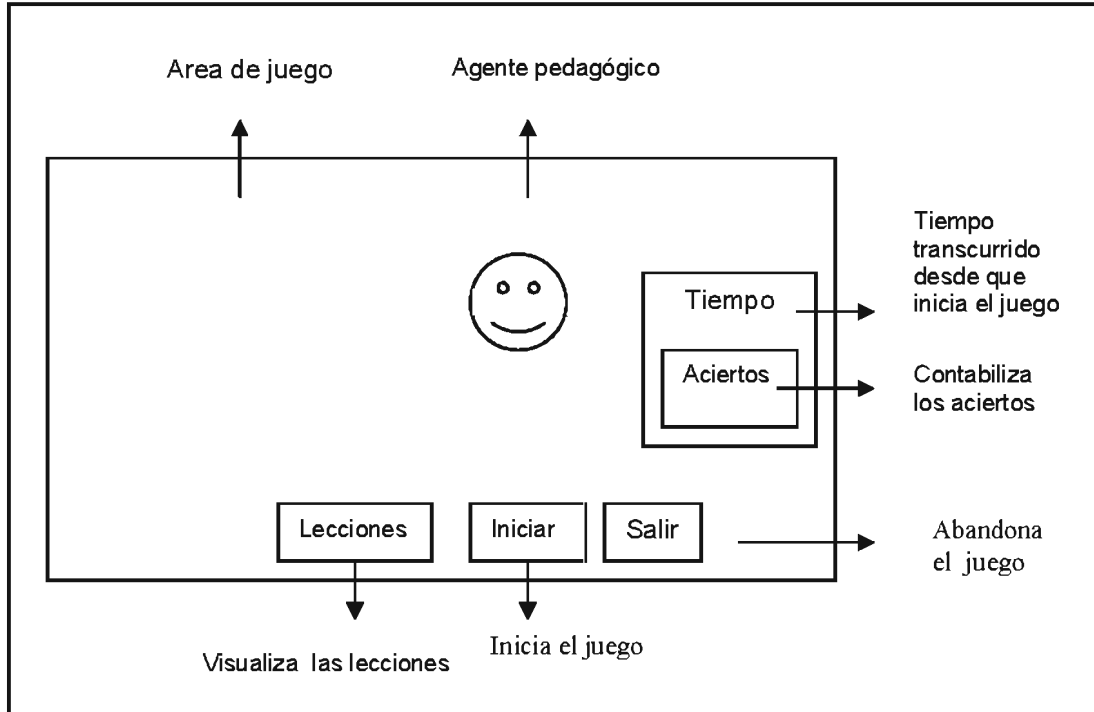 Area de juego
Agente pedagógico
Tiempo
transcurrido
desde que
inicia el juego
Tiempo
Aciertos
Contabiliza
los aciertos
Lecciones
Iniciar
Salir
Abandona
el juego
Inicia el juego
Visualiza las lecciones